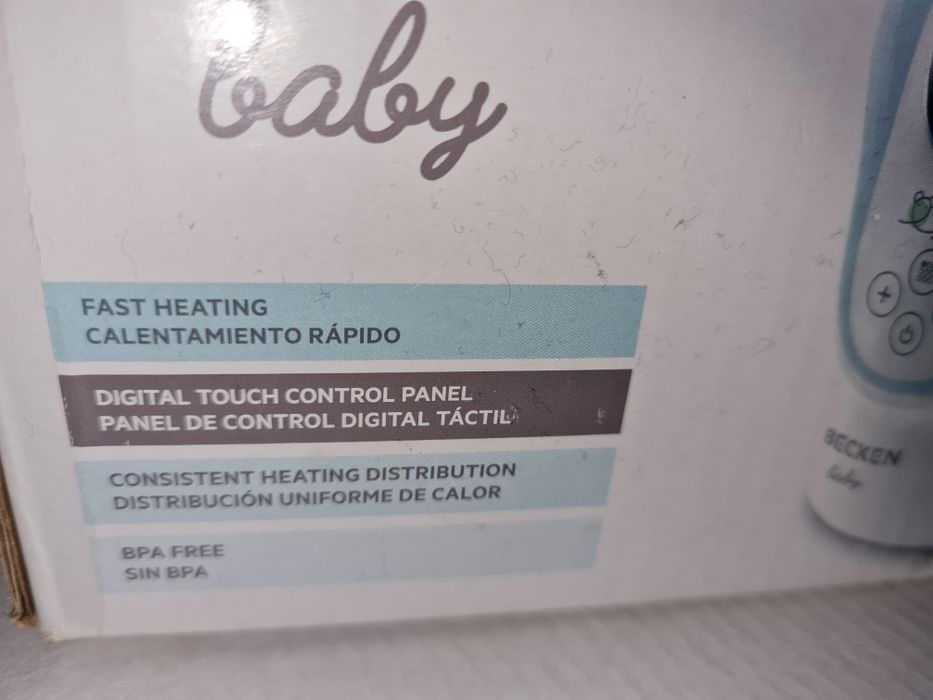 baby
FAST HEATING
CALENTAMIENTO RÁPIDO
DIGITAL TOUCH CONTROL PANEL
PANEL DE CONTROL DIGITAL TÁCTIL
CONSISTENT HEATING DISTRIBUTION
DISTRIBUCIÓN UNIFORME DE CALOR
BPA FREE
SIN BPA
BECKEN
baby